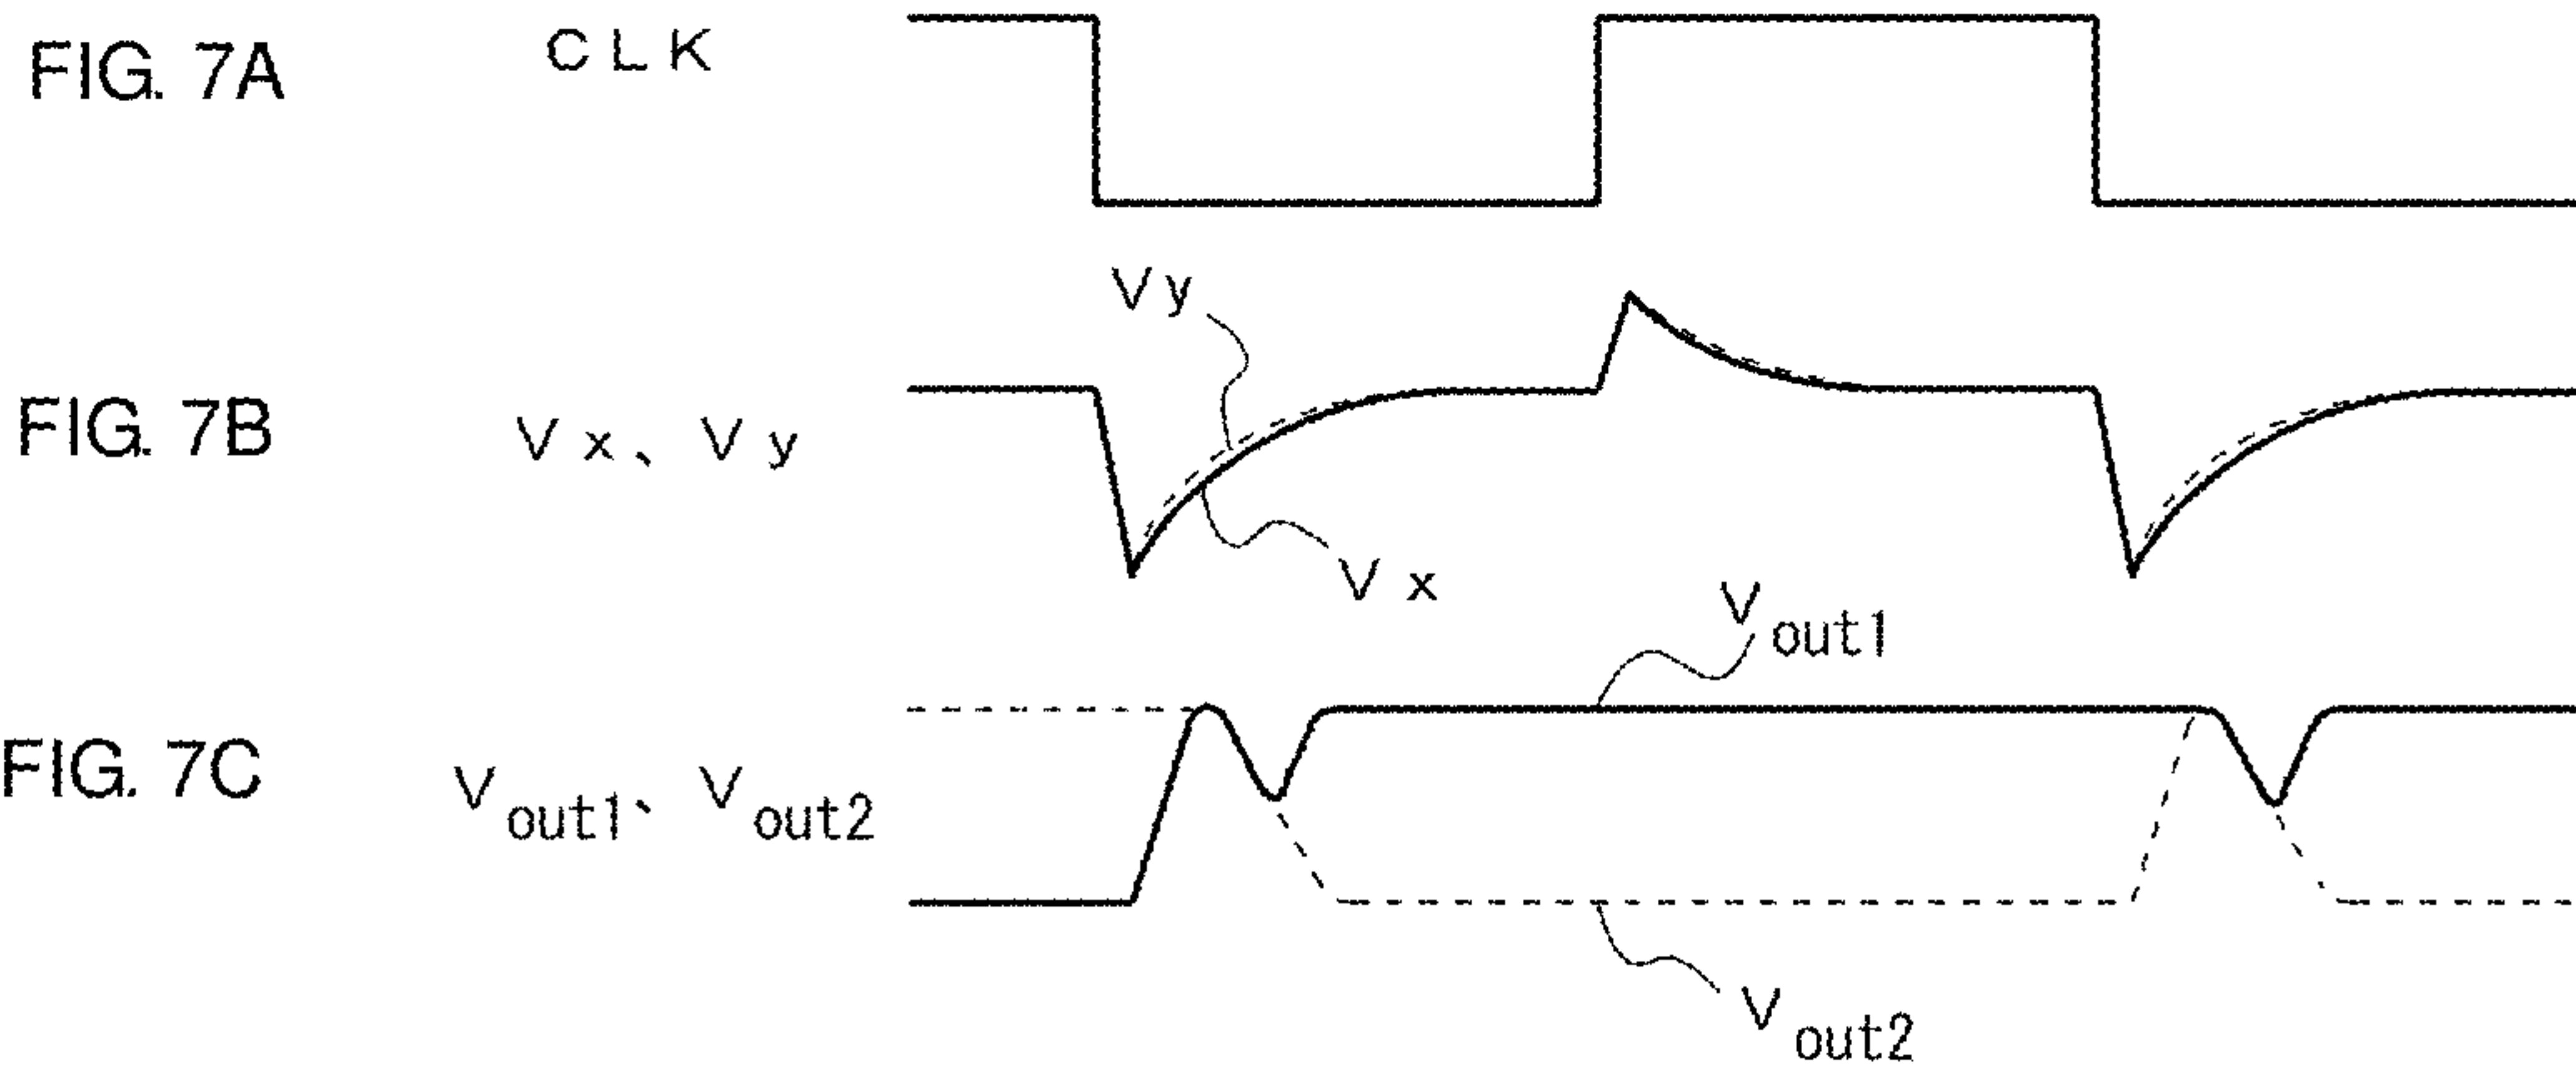 FIG. 7A CLK
Vy
FIG. 7B Vx、Vy
Vx
Vout1
FIG. 7C Vout1、Vout2
Vout2